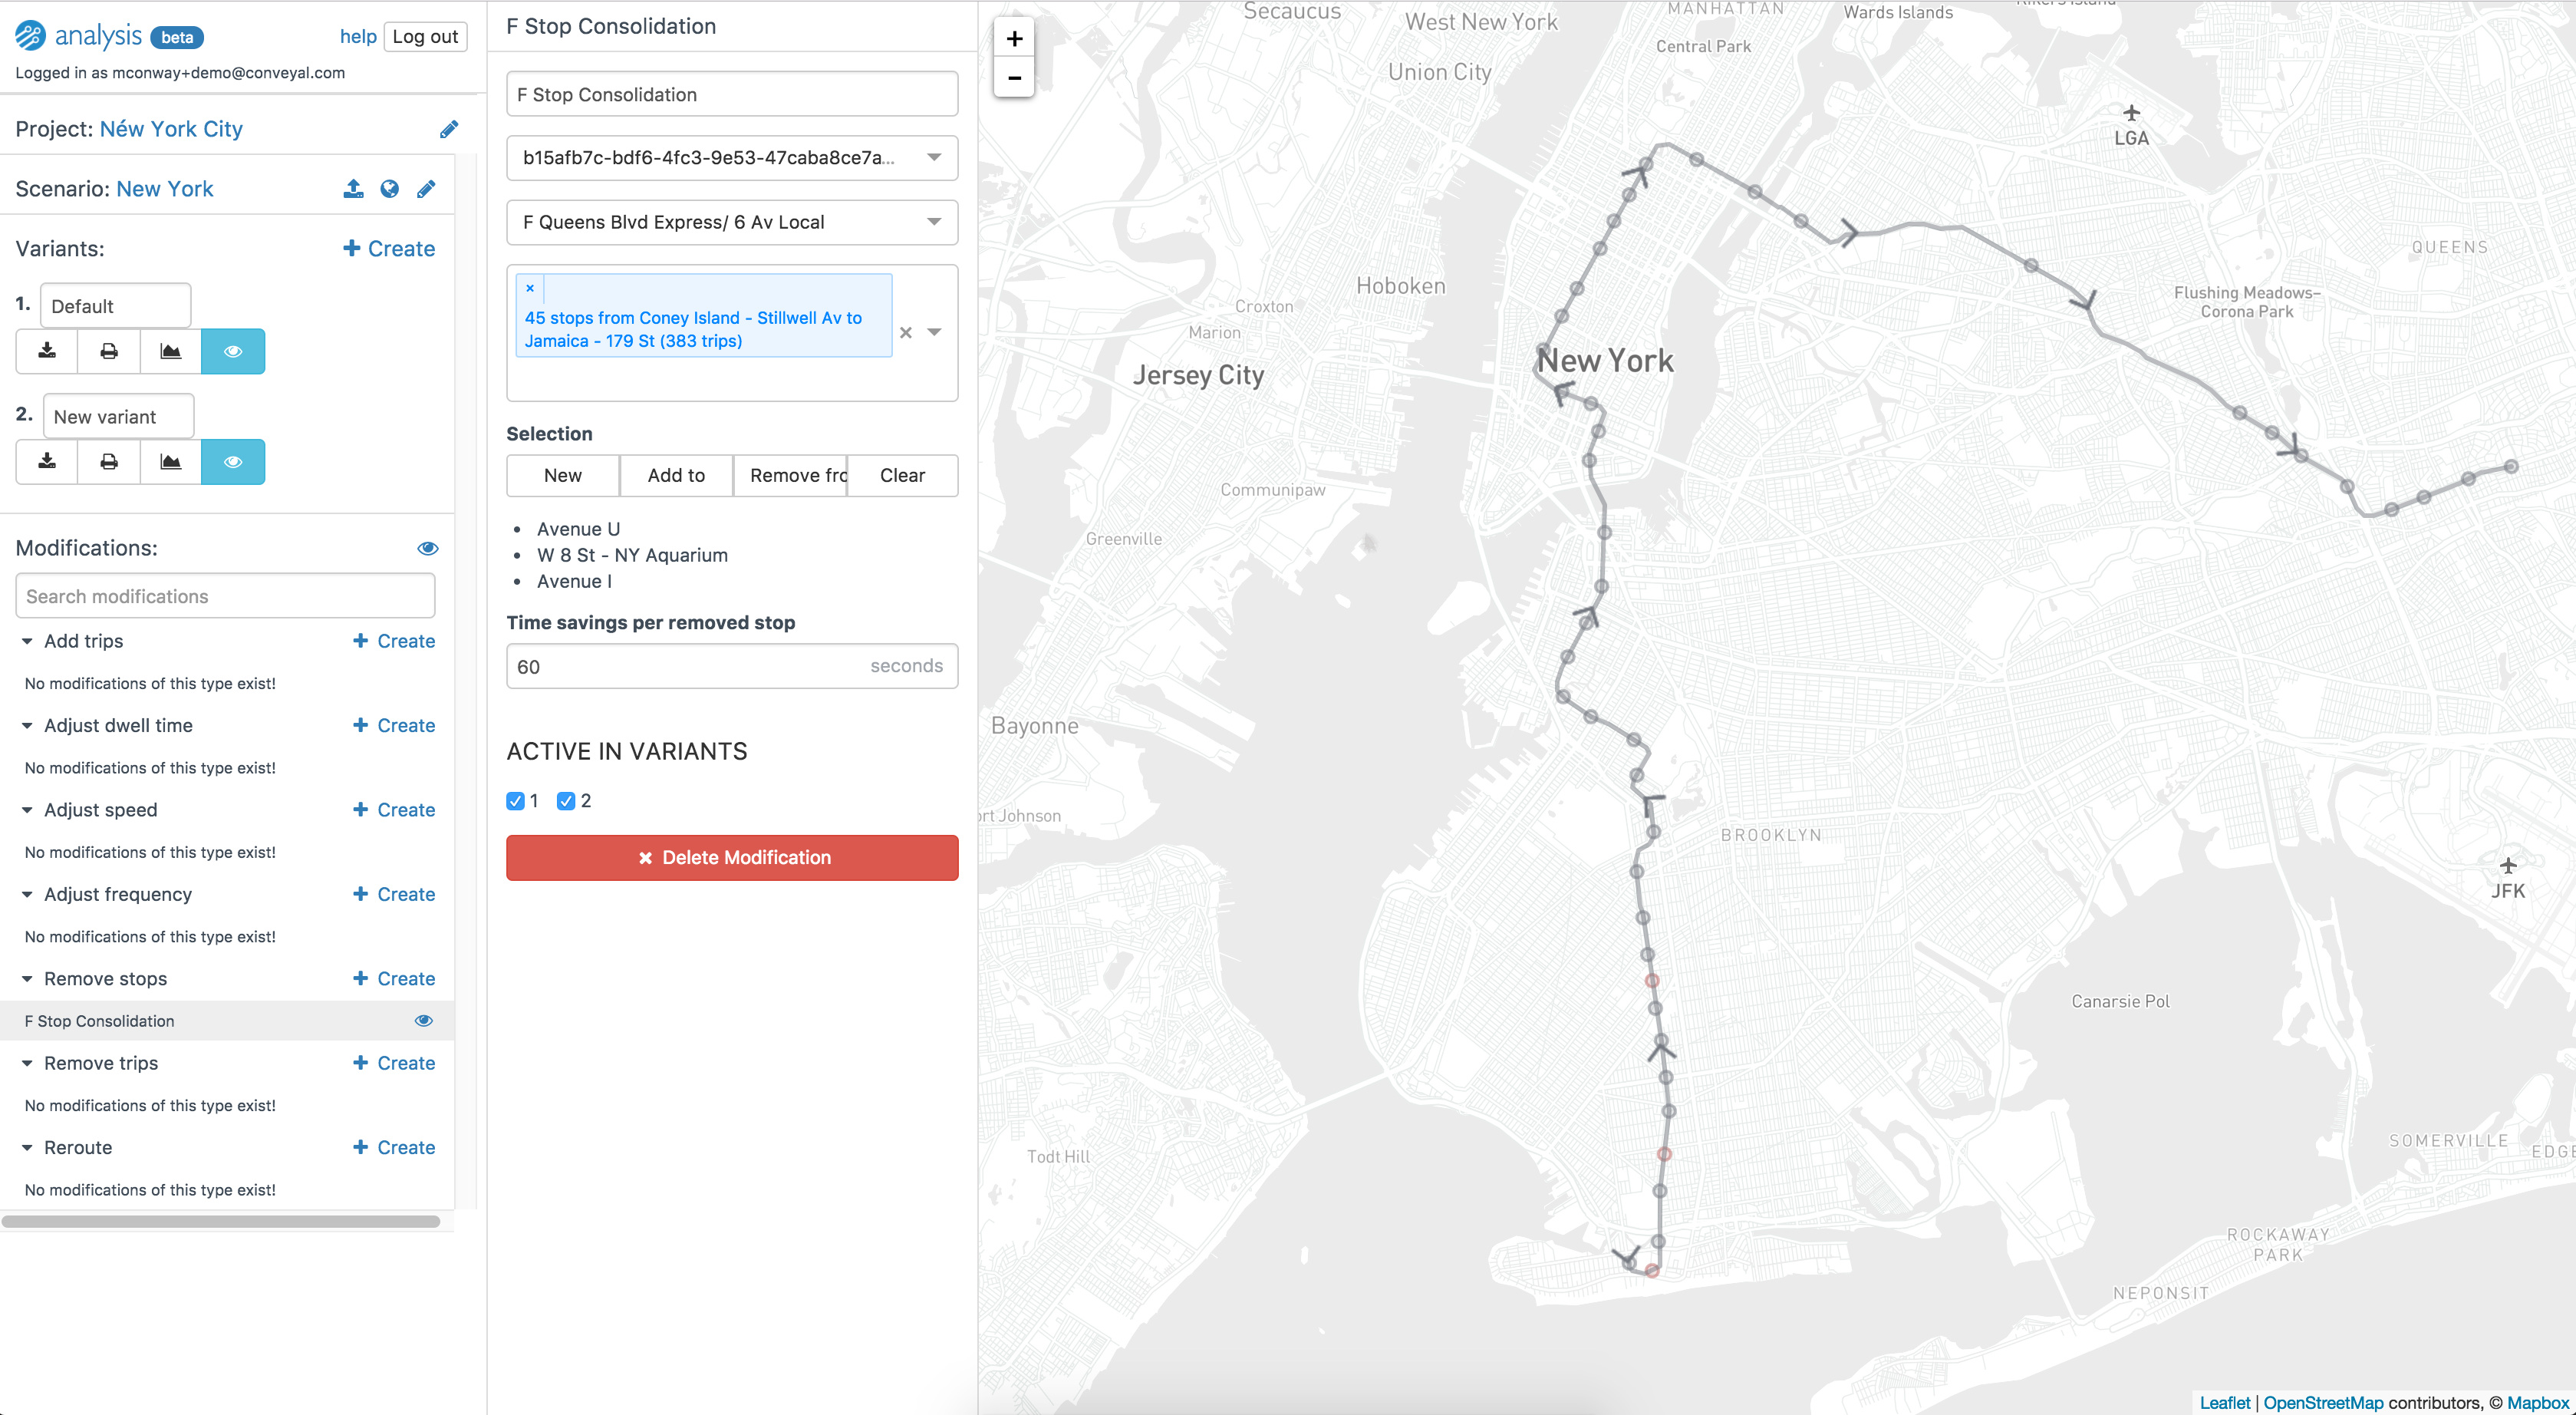 analysis beta help Log out
Logged in as mconway+demo@conveyal.com
Project: Néw York City
Scenario: New York
Variants: Create
1. Default
2. New variant
Modifications:
Search modifications
Add trips Create
No modifications of this type exist!
Adjust dwell time Create
No modifications of this type exist!
Adjust speed Create
No modifications of this type exist!
Adjust frequency Create
No modifications of this type exist!
Remove stops Create
F Stop Consolidation
Remove trips Create
No modifications of this type exist!
Reroute Create
No modifications of this type exist!
F Stop Consolidation
F Stop Consolidation
b15afb7c-bdf6-4fc3-9e53-47caba8ce7a...
F Queens Blvd Express/ 6 Av Local
×
45 stops from Coney Island - Stillwell Av to
Jamaica - 179 St (383 trips)
Selection
New Add to Remove fro Clear
• Avenue U
• W 8 St - NY Aquarium
• Avenue I
Time savings per removed stop
60 seconds
ACTIVE IN VARIANTS
1 2
Delete Modification
+
−
Secaucus
West New York
MANHATTAN
Wards Islands
Rikers Island
Central Park
Union City
LGA
QUEENS
Hoboken
Flushing Meadows–
Corona Park
Croxton
Marion
New York
Jersey City
Communipaw
Greenville
Bayonne
ort Johnson
BROOKLYN
JFK
Canarsie Pol
Todt Hill
SOMERVILLE
EDGE
ROCKAWAY
PARK
NEPONSIT
Leaflet | OpenStreetMap contributors, © Mapbox